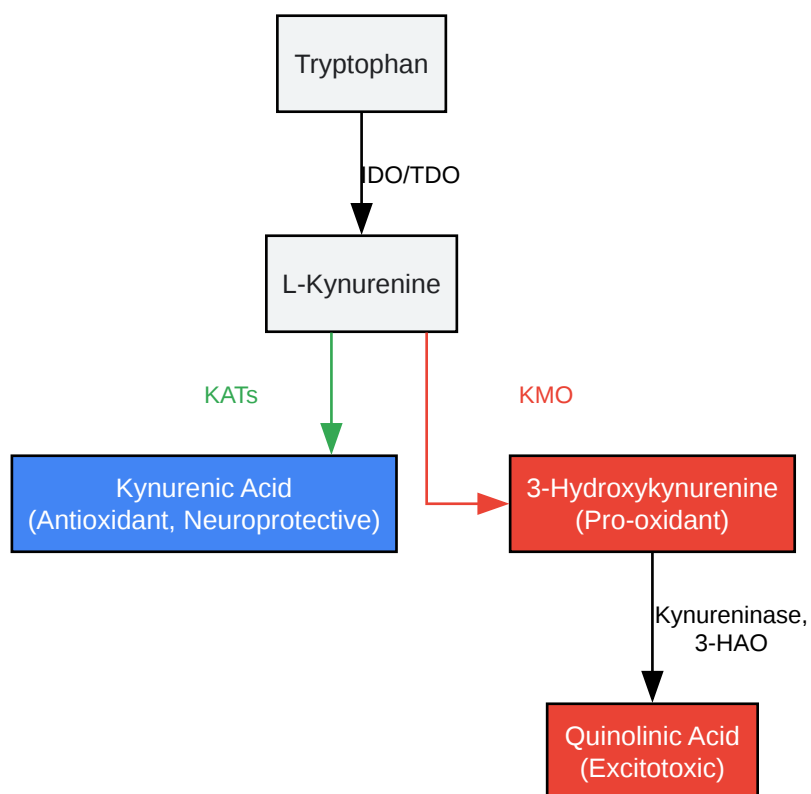 Tryptophan
IDO/TDO
L-Kynurenine
KATs
KMO
Kynurenic Acid
(Antioxidant, Neuroprotective)
3-Hydroxykynurenine
(Pro-oxidant)
Kynureninase,
3-HAO
Quinolinic Acid
(Excitotoxic)